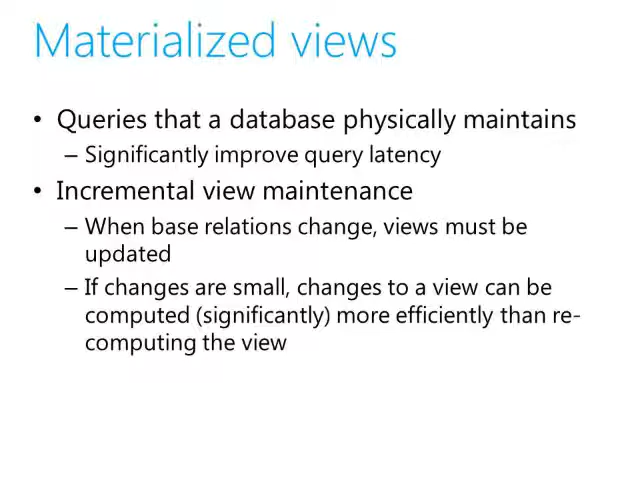 Materialized views
• Queries that a database physically maintains
– Significantly improve query latency
• Incremental view maintenance
– When base relations change, views must be
updated
– If changes are small, changes to a view can be
computed (significantly) more efficiently than re-
computing the view